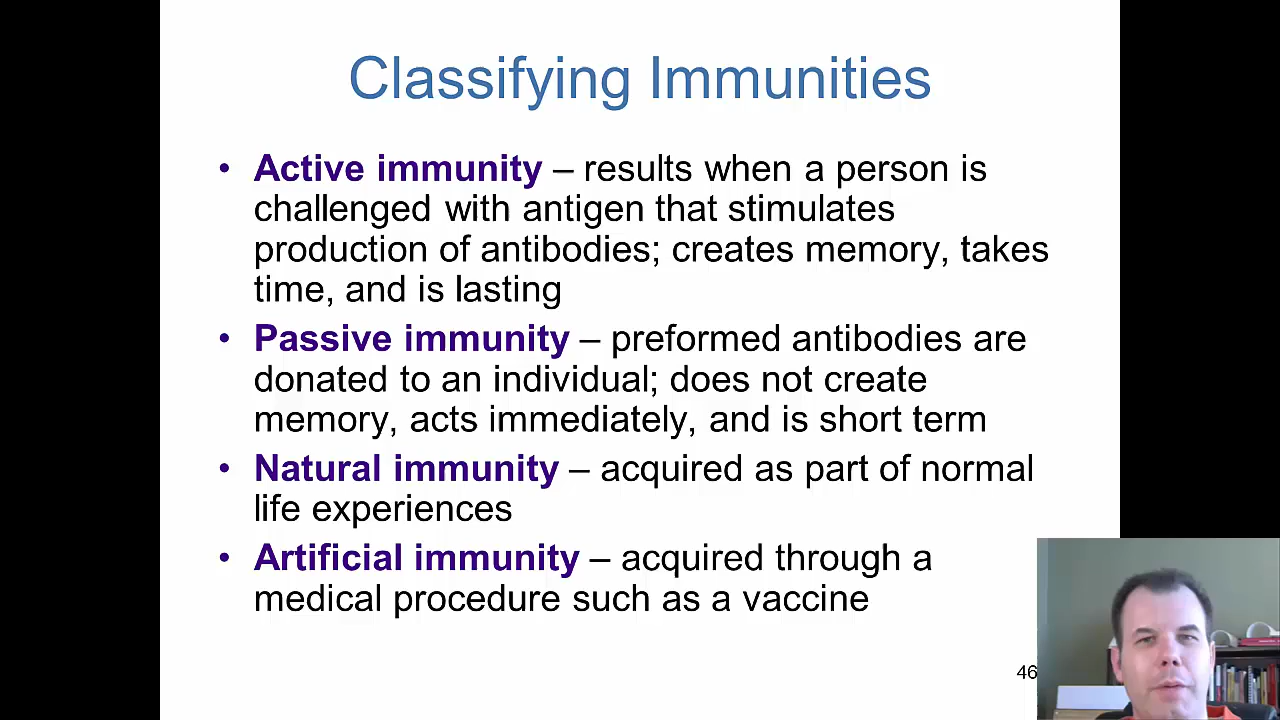 Classifying Immunities
• Active immunity – results when a person is
challenged with antigen that stimulates
production of antibodies; creates memory, takes
time, and is lasting
• Passive immunity – preformed antibodies are
donated to an individual; does not create
memory, acts immediately, and is short term
• Natural immunity – acquired as part of normal
life experiences
• Artificial immunity – acquired through a
medical procedure such as a vaccine
46